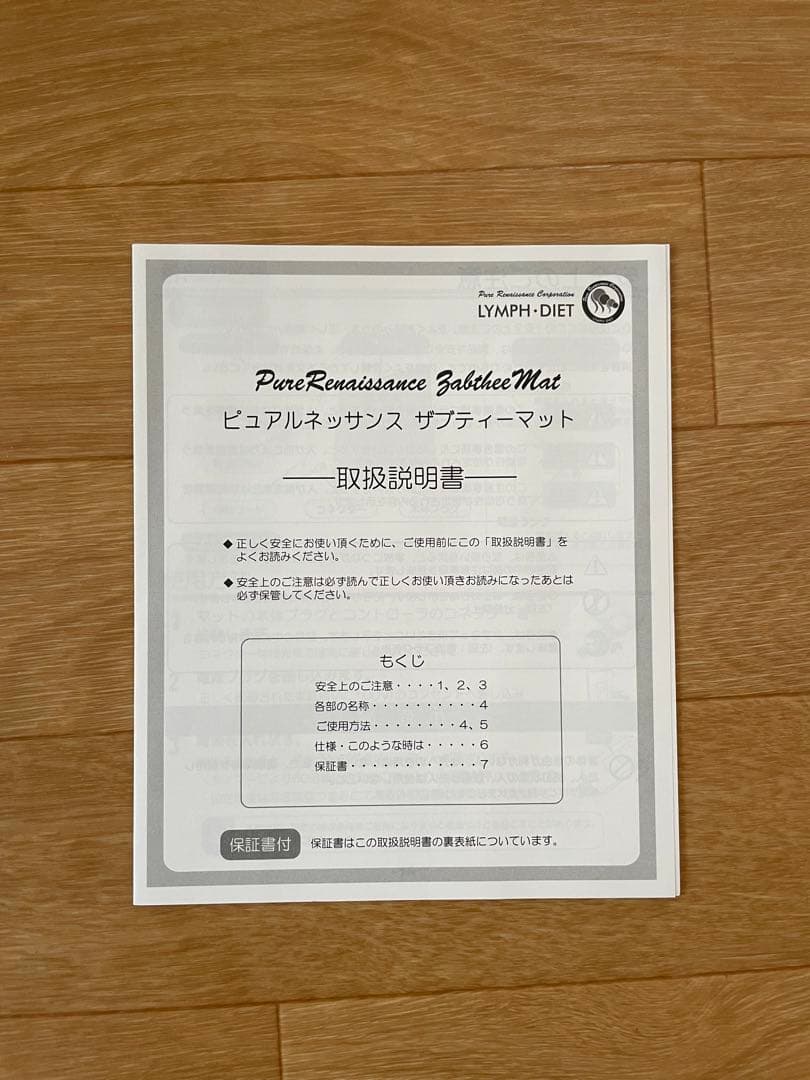 Pure Renaissance Corporation
LYMPH・DIET
PureRenaissance ZabtheeMat
ピュアルネッサンス ザブティーマット
取扱説明書
◆ 正しく安全にお使い頂くために、ご使用前にこの「取扱説明書」を
よくお読みください。
◆ 安全上のご注意は必ず読んで正しくお使い頂きお読みになったあとは
必ず保管してください。
もくじ
安全上のご注意・・・・1、2、3
各部の名称・・・・・・・・・・4
ご使用方法・・・・・・・・4、5
仕様・このような時は・・・・・6
保証書・・・・・・・・・・・・7
保証書付 保証書はこの取扱説明書の裏表紙についています。